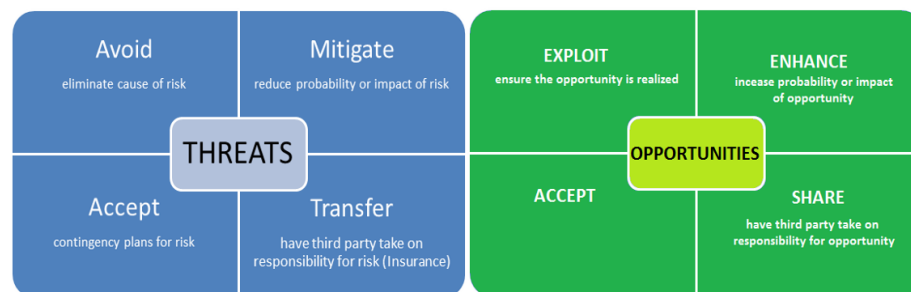 Avoid
eliminate cause of risk
Mitigate
reduce probability or impact of risk
THREATS
Accept
contingency plans for risk
Transfer
have third party take on
responsibility for risk (Insurance)
EXPLOIT
ensure the opportunity is realized
ENHANCE
incease probability or impact
of opportunity
OPPORTUNITIES
ACCEPT
SHARE
have third party take on
responsibility for opportunity